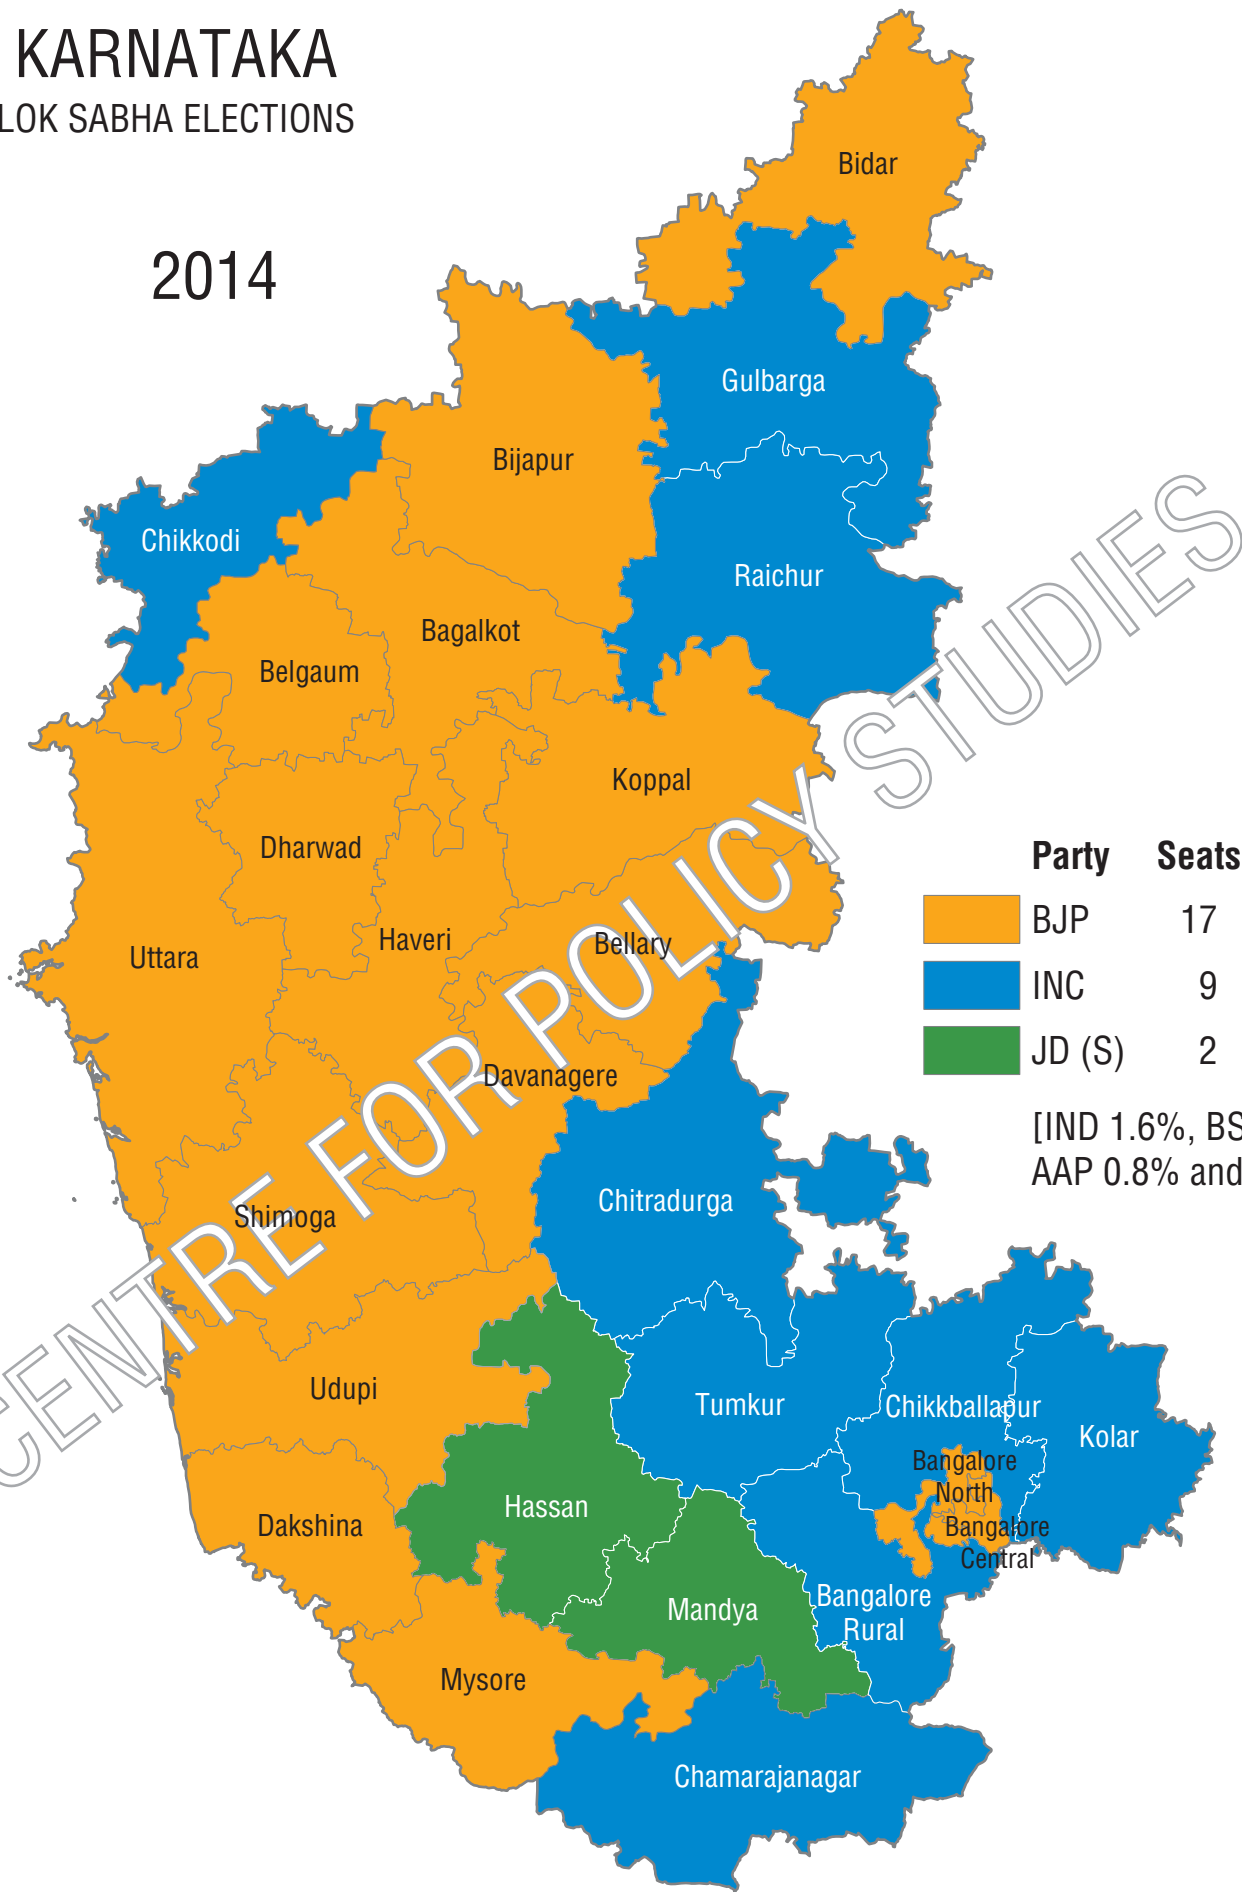 KARNATAKA
LOK SABHA ELECTIONS
2014
Bidar
Gulbarga
Bijapur
Chikkodi
Raichur
Bagalkot
Belgaum
Koppal
Dharwad
Haveri
Bellary
Uttara
Davanagere
Chitradurga
Shimoga
Udupi
Tumkur
Chikkballapur
Kolar
Bangalore
North
Bangalore
Central
Hassan
Dakshina
Mandya
Bangalore
Rural
Mysore
Chamarajanagar
Party Seats
BJP 17
INC 9
JD (S) 2
[IND 1.6%, BS
AAP 0.8% and
CENTRE FOR POLICY STUDIES